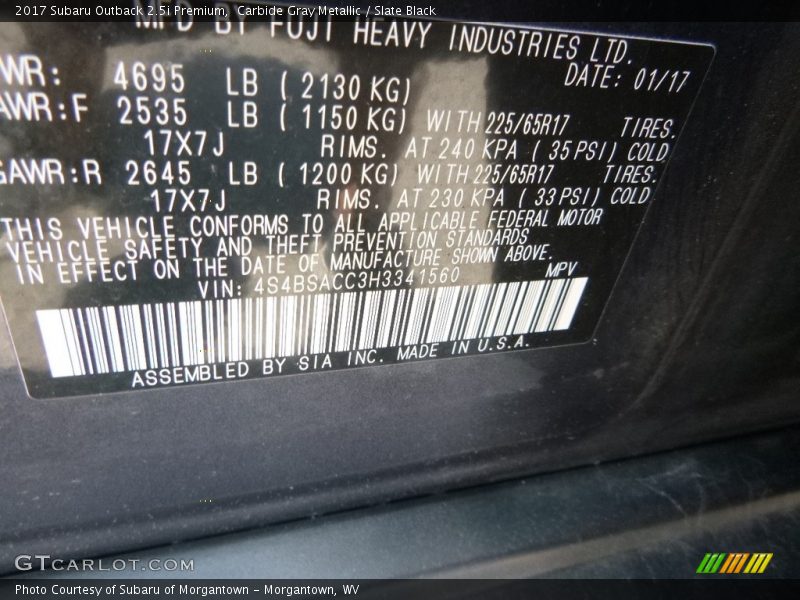 2017 Subaru Outback 2.5i Premium, Carbide Gray Metallic / Slate Black
MFD BY FUJI HEAVY INDUSTRIES LTD.
WR: 4695 LB ( 2130 KG) DATE: 01/17
AWR:F 2535 LB ( 1150 KG) WITH 225/65R17 TIRES.
17X7J RIMS. AT 240 KPA ( 35 PSI) COLD
GAWR:R 2645 LB ( 1200 KG) WITH 225/65R17 TIRES.
17X7J RIMS. AT 230 KPA ( 33 PSI) COLD
THIS VEHICLE CONFORMS TO ALL APPLICABLE FEDERAL MOTOR
VEHICLE SAFETY AND THEFT PREVENTION STANDARDS
IN EFFECT ON THE DATE OF MANUFACTURE SHOWN ABOVE.
VIN: 4S4BSACC3H3341560 MPV
ASSEMBLED BY SIA INC. MADE IN U.S.A.
GTCARLOT.COM
Photo Courtesy of Subaru of Morgantown - Morgantown, WV